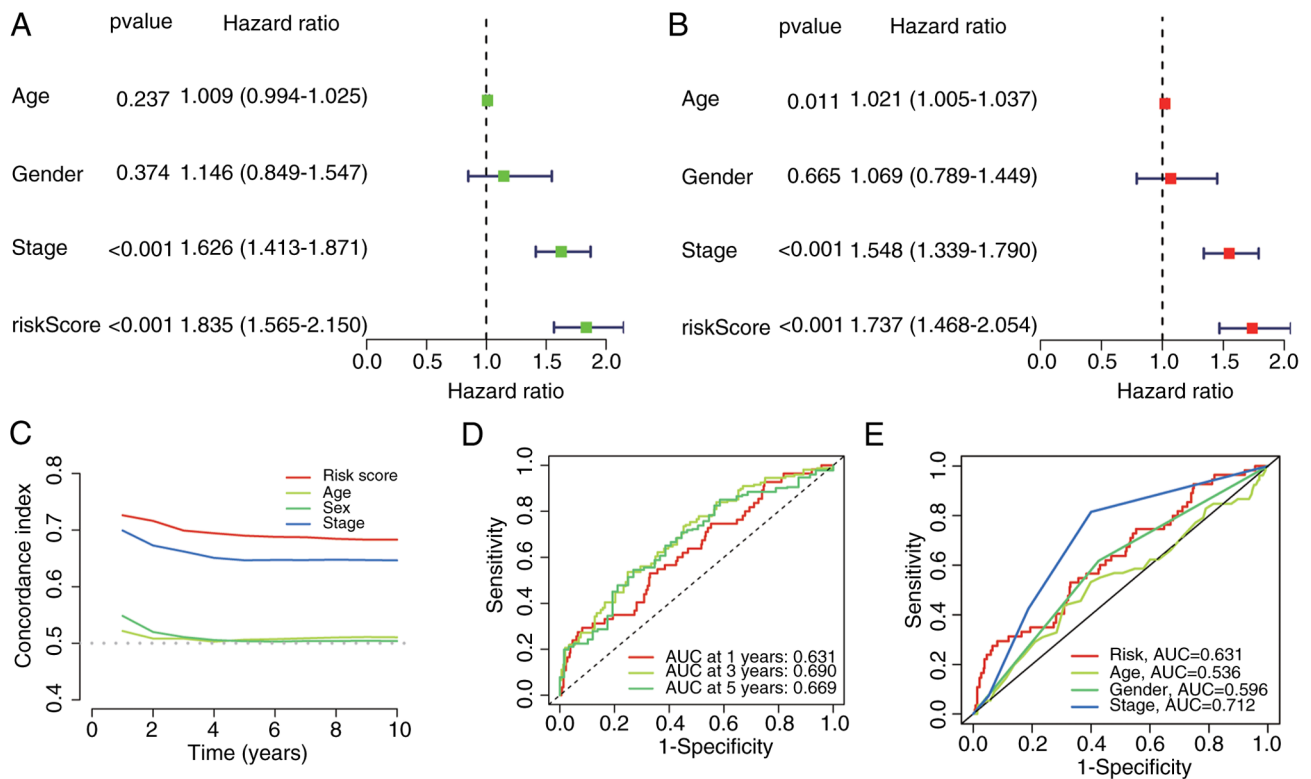 A
pvalue Hazard ratio
Age 0.237 1.009 (0.994-1.025)
Gender 0.374 1.146 (0.849-1.547)
Stage <0.001 1.626 (1.413-1.871)
riskScore <0.001 1.835 (1.565-2.150)
0.0 0.5 1.0 1.5 2.0
Hazard ratio
B
pvalue Hazard ratio
Age 0.011 1.021 (1.005-1.037)
Gender 0.665 1.069 (0.789-1.449)
Stage <0.001 1.548 (1.339-1.790)
riskScore <0.001 1.737 (1.468-2.054)
0.0 0.5 1.0 1.5 2.0
Hazard ratio
C
Concordance index
0.8
0.7
0.6
0.5
0.4
Risk score
Age
Sex
Stage
0 2 4 6 8 10
Time (years)
D
Sensitivity
1.0
0.8
0.6
0.4
0.2
0.0
AUC at 1 years: 0.631
AUC at 3 years: 0.690
AUC at 5 years: 0.669
0.0 0.2 0.4 0.6 0.8 1.0
1-Specificity
E
Sensitivity
1.0
0.8
0.6
0.4
0.2
0.0
Risk, AUC=0.631
Age, AUC=0.536
Gender, AUC=0.596
Stage, AUC=0.712
0.0 0.2 0.4 0.6 0.8 1.0
1-Specificity